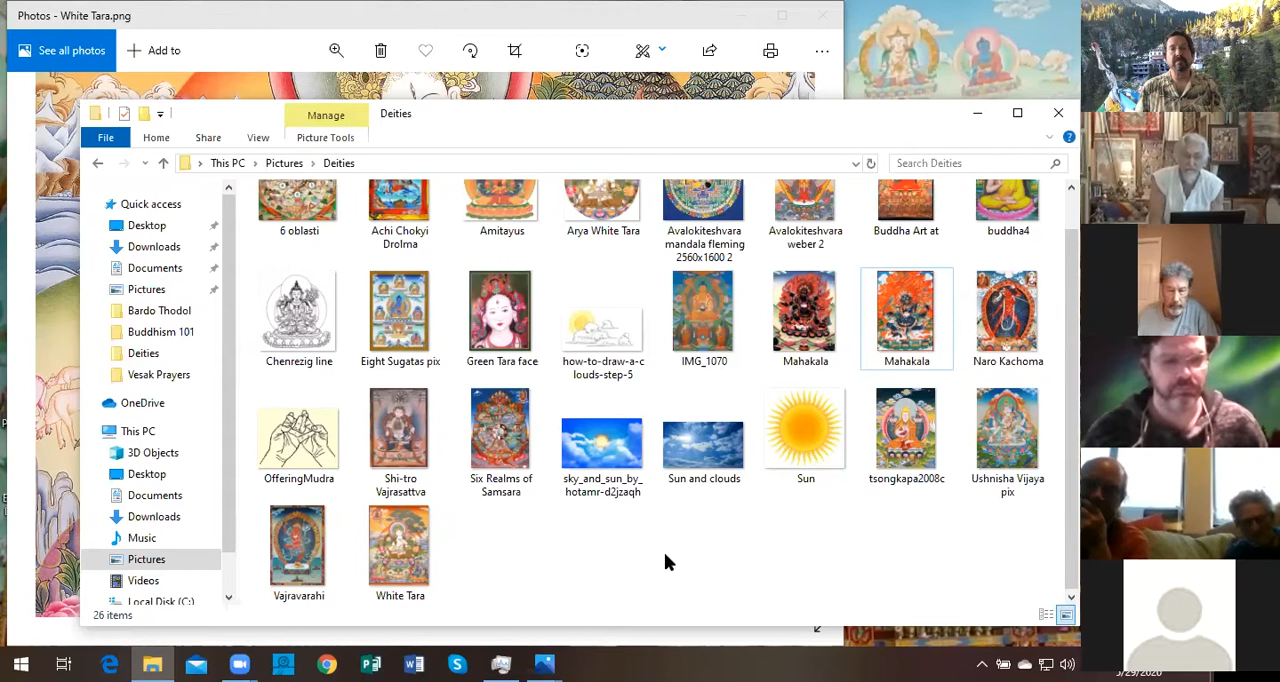 Photos - White Tara.png
See all photos
Add to
Manage
Deities
File
Home
Share
View
Picture Tools
This PC
Pictures
Deities
Search Deities
Quick access
Desktop
Downloads
Documents
Pictures
Bardo Thodol
Buddhism 101
Deities
Vesak Prayers
OneDrive
This PC
3D Objects
Desktop
Documents
Downloads
Music
Pictures
Videos
Local Disk (C:)
6 oblasti
Achi Chokyi
Drolma
Amitayus
Arya White Tara
Avalokiteshvara
mandala fleming
2560x1600 2
Avalokiteshvara
weber 2
Buddha Art at
buddha4
Chenrezig line
Eight Sugatas pix
Green Tara face
how-to-draw-a-c
louds-step-5
IMG_1070
Mahakala
Mahakala
Naro Kachoma
OfferingMudra
Shi-tro
Vajrasattva
Six Realms of
Samsara
sky_and_sun_by_
hotamr-d2jzaqh
Sun and clouds
Sun
tsongkapa2008c
Ushnisha Vijaya
pix
Vajravarahi
White Tara
26 items
5/29/2020